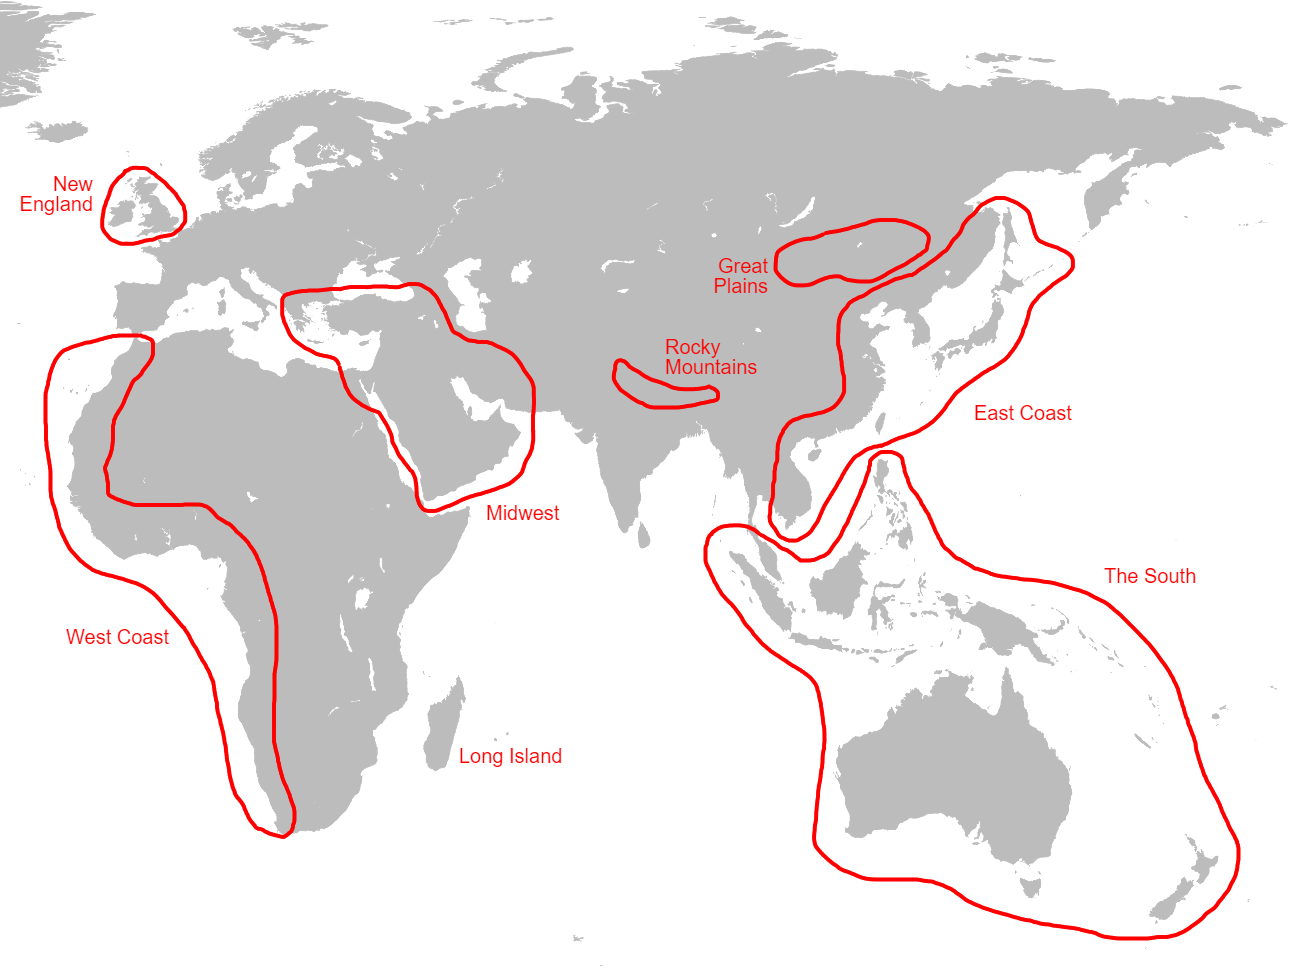 New
England
Great
Plains
Rocky
Mountains
East Coast
Midwest
The South
West Coast
Long Island